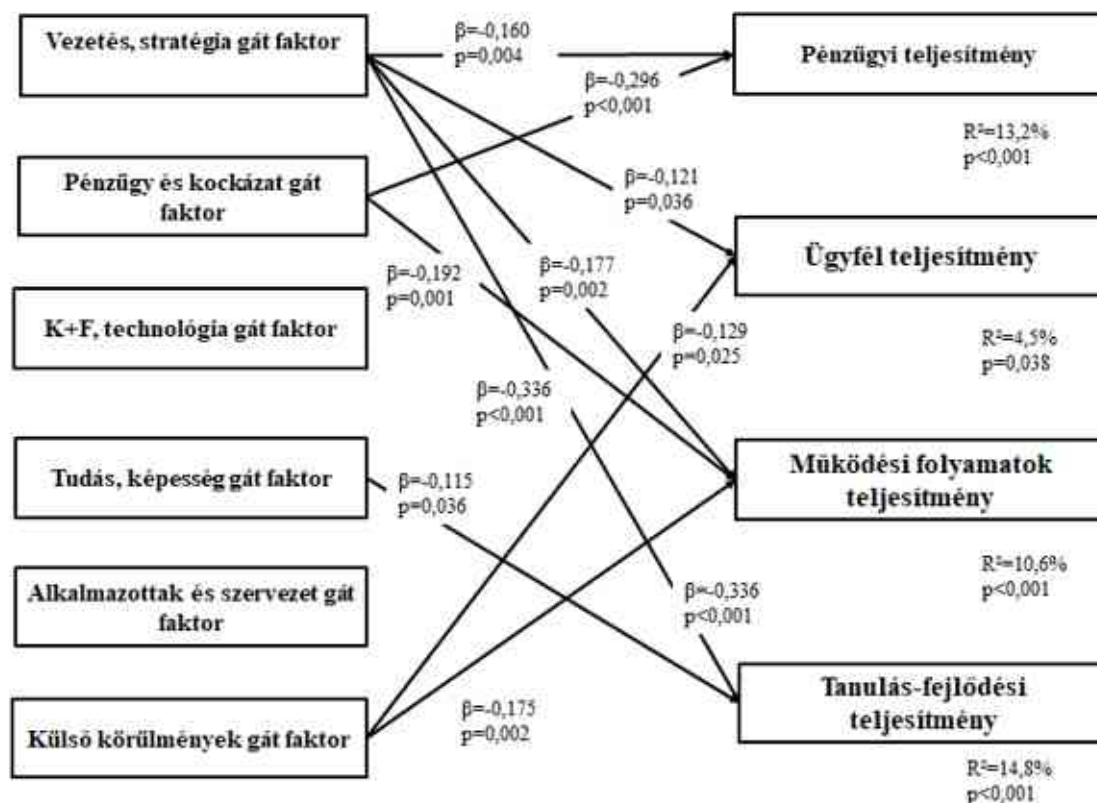 Vezetés, stratégia gát faktor
Pénzügy és kockázat gát
faktor
K+F, technológia gát faktor
Tudás, képesség gát faktor
Alkalmazottak és szervezet gát
faktor
Külső körülmények gát faktor
β=-0,160
p=0,004
β=-0,296
p<0,001
β=-0,121
p=0,036
β=-0,192
p=0,001
β=-0,177
p=0,002
β=-0,129
p=0,025
β=-0,336
p<0,001
β=-0,115
p=0,036
β=-0,336
p<0,001
β=-0,175
p=0,002
Pénzügyi teljesítmény
R²=13,2%
p<0,001
Ügyfél teljesítmény
R²=4,5%
p=0,038
Működési folyamatok
teljesítmény
R²=10,6%
p<0,001
Tanulás-fejlődési
teljesítmény
R²=14,8%
p<0,001